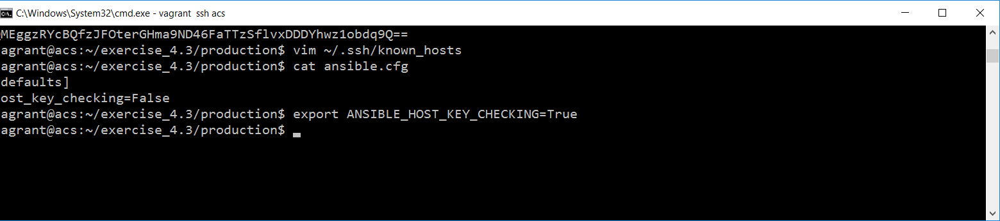 C:\Windows\System32\cmd.exe - vagrant ssh acs
MEggzRYcBQfzJFOterGHma9ND46FaTTzSflvxDDDYhwz1obdq9Q==
agrant@acs:~/exercise_4.3/production$ vim ~/.ssh/known_hosts
agrant@acs:~/exercise_4.3/production$ cat ansible.cfg
defaults]
ost_key_checking=False
agrant@acs:~/exercise_4.3/production$ export ANSIBLE_HOST_KEY_CHECKING=True
agrant@acs:~/exercise_4.3/production$